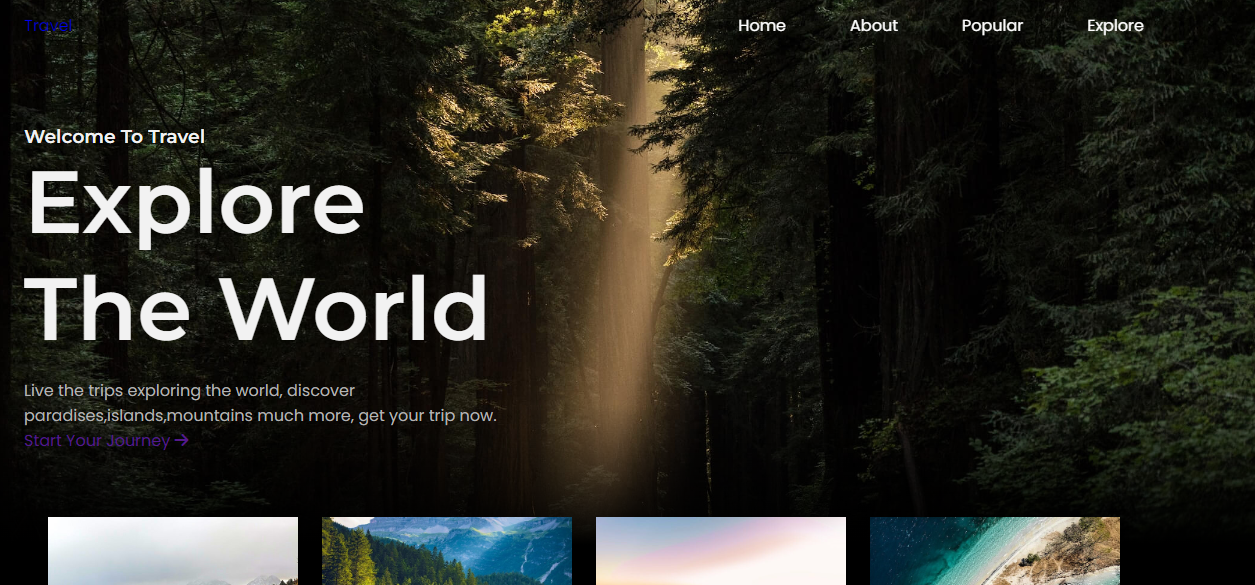 Travel
Home About Popular Explore
Welcome To Travel
Explore
The World
Live the trips exploring the world, discover
paradises,islands,mountains much more, get your trip now.
Start Your Journey →